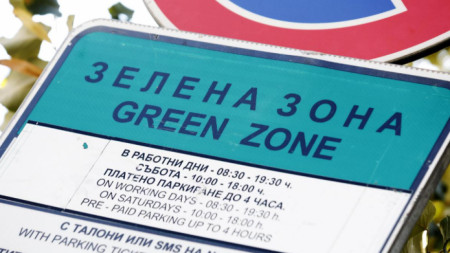 ЗЕЛЕНА ЗОНА
GREEN ZONE
В РАБОТНИ ДНИ - 08:30 - 19:30 ч.
СЪБОТА - 10:00 - 18:00 ч.
ПЛАТЕНО ПАРКИРАНЕ ДО 4 ЧАСА
ON WORKING DAYS - 08:30 - 19:30 h.
ON SATURDAYS - 10:00 - 18:00 h.
PRE - PAID PARKING UP TO 4 HOURS
С ТАЛОНИ ИЛИ SMS НА
WITH PARKING